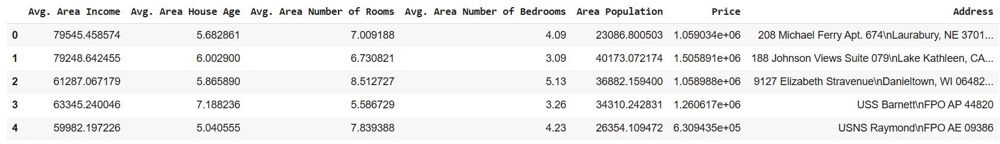 Avg. Area Income Avg. Area House Age Avg. Area Number of Rooms Avg. Area Number of Bedrooms Area Population Price Address
0 79545.458574 5.682861 7.009188 4.09 23086.800503 1.059034e+06 208 Michael Ferry Apt. 674\nLaurabury, NE 3701...
1 79248.642455 6.002900 6.730821 3.09 40173.072174 1.505891e+06 188 Johnson Views Suite 079\nLake Kathleen, CA...
2 61287.067179 5.865890 8.512727 5.13 36882.159400 1.058988e+06 9127 Elizabeth Stravenue\nDanieltown, WI 06482...
3 63345.240046 7.188236 5.586729 3.26 34310.242831 1.260617e+06 USS Barnett\nFPO AP 44820
4 59982.197226 5.040555 7.839388 4.23 26354.109472 6.309435e+05 USNS Raymond\nFPO AE 09386